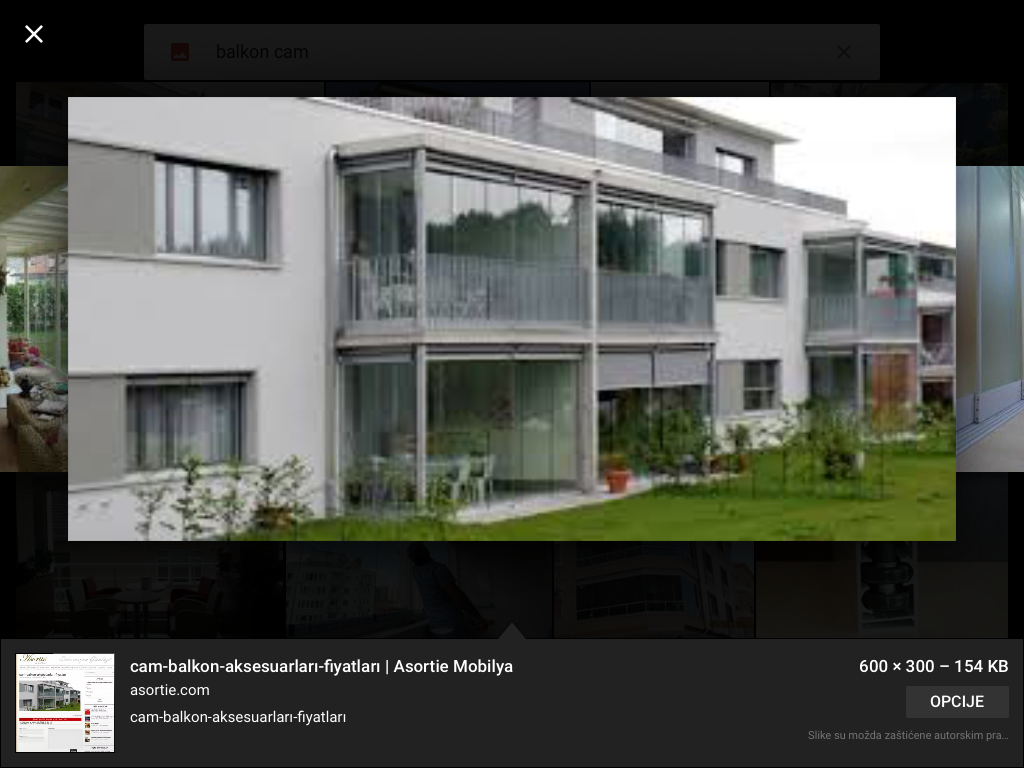 balkon cam
cam-balkon-aksesuarları-fiyatları | Asortie Mobilya
600 × 300 – 154 KB
asortie.com
OPCIJE
cam-balkon-aksesuarları-fiyatları
Slike su možda zaštićene autorskim pra...